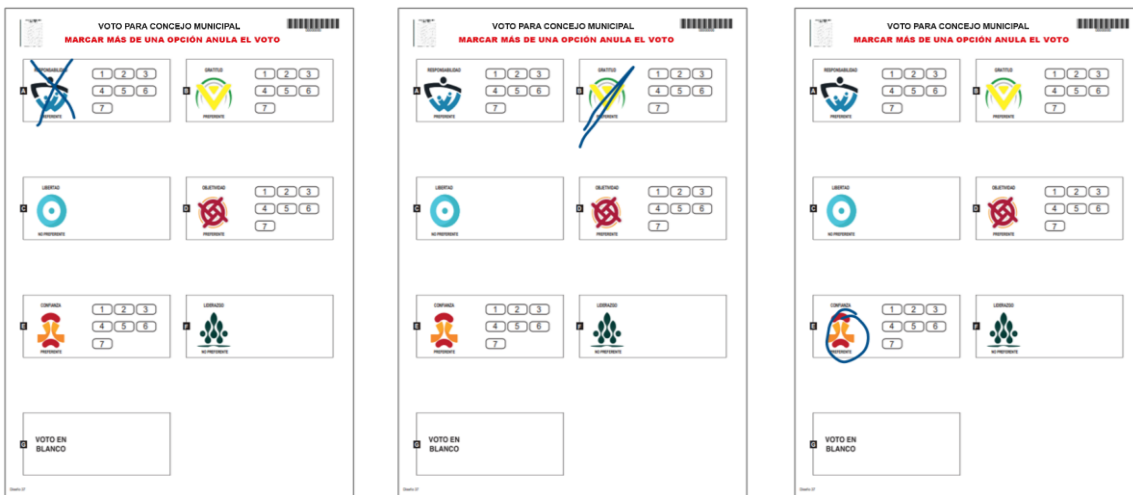 VOTO PARA CONCEJO MUNICIPAL
MARCAR MÁS DE UNA OPCIÓN ANULA EL VOTO
A
RESPONSABILIDAD
PREFERENTE
1 2 3
4 5 6
7
B
GRATITUD
PREFERENTE
1 2 3
4 5 6
7
C
LIBERTAD
NO PREFERENTE
D
OBJETIVIDAD
PREFERENTE
1 2 3
4 5 6
7
E
CONFIANZA
PREFERENTE
1 2 3
4 5 6
7
F
LIDERAZGO
NO PREFERENTE
G
VOTO EN
BLANCO
VOTO PARA CONCEJO MUNICIPAL
MARCAR MÁS DE UNA OPCIÓN ANULA EL VOTO
A
RESPONSABILIDAD
PREFERENTE
1 2 3
4 5 6
7
B
GRATITUD
PREFERENTE
1 2 3
4 5 6
7
C
LIBERTAD
NO PREFERENTE
D
OBJETIVIDAD
PREFERENTE
1 2 3
4 5 6
7
E
CONFIANZA
PREFERENTE
1 2 3
4 5 6
7
F
LIDERAZGO
NO PREFERENTE
G
VOTO EN
BLANCO
VOTO PARA CONCEJO MUNICIPAL
MARCAR MÁS DE UNA OPCIÓN ANULA EL VOTO
A
RESPONSABILIDAD
PREFERENTE
1 2 3
4 5 6
7
B
GRATITUD
PREFERENTE
1 2 3
4 5 6
7
C
LIBERTAD
NO PREFERENTE
D
OBJETIVIDAD
PREFERENTE
1 2 3
4 5 6
7
E
CONFIANZA
PREFERENTE
1 2 3
4 5 6
7
F
LIDERAZGO
NO PREFERENTE
G
VOTO EN
BLANCO